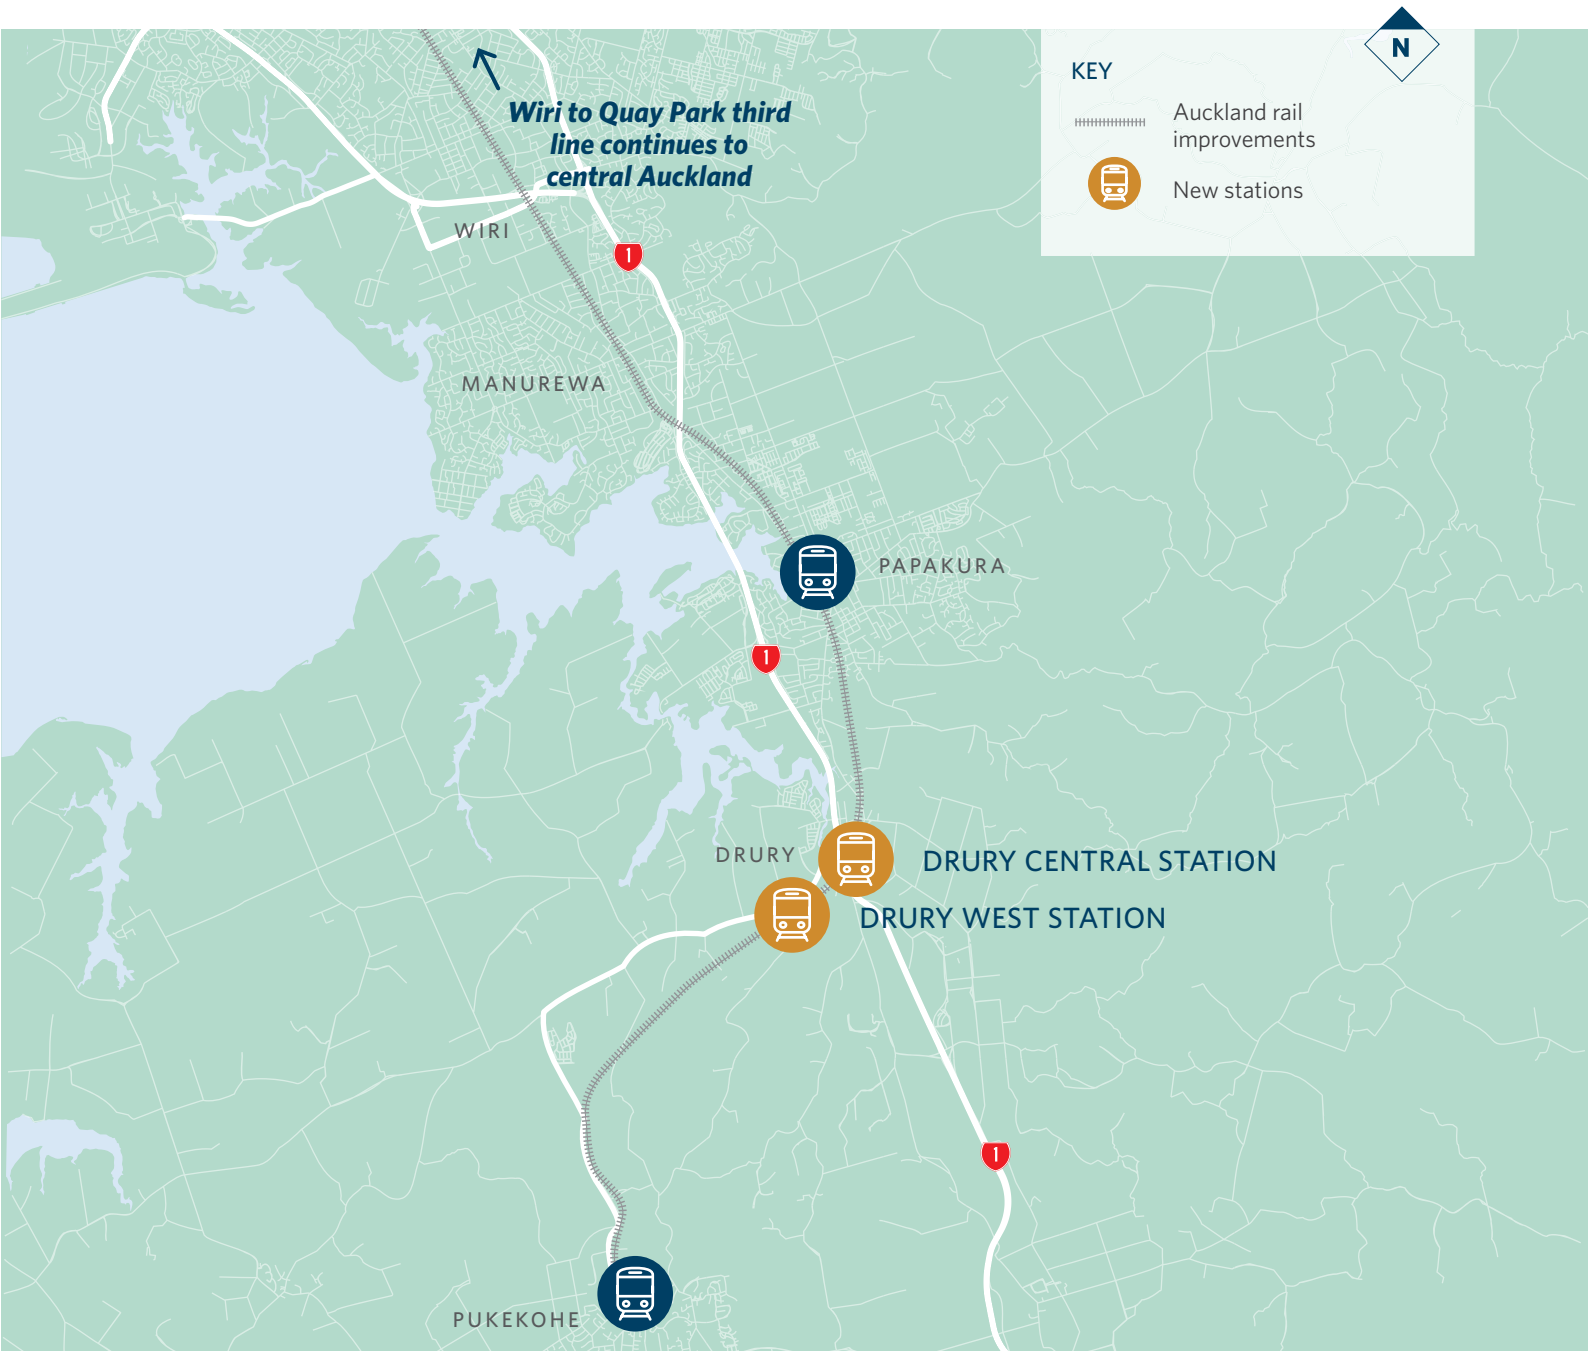 N
KEY
Auckland rail
improvements
New stations
Wiri to Quay Park third
line continues to
central Auckland
WIRI
1
MANUREWA
PAPAKURA
1
DRURY
DRURY CENTRAL STATION
DRURY WEST STATION
1
PUKEKOHE